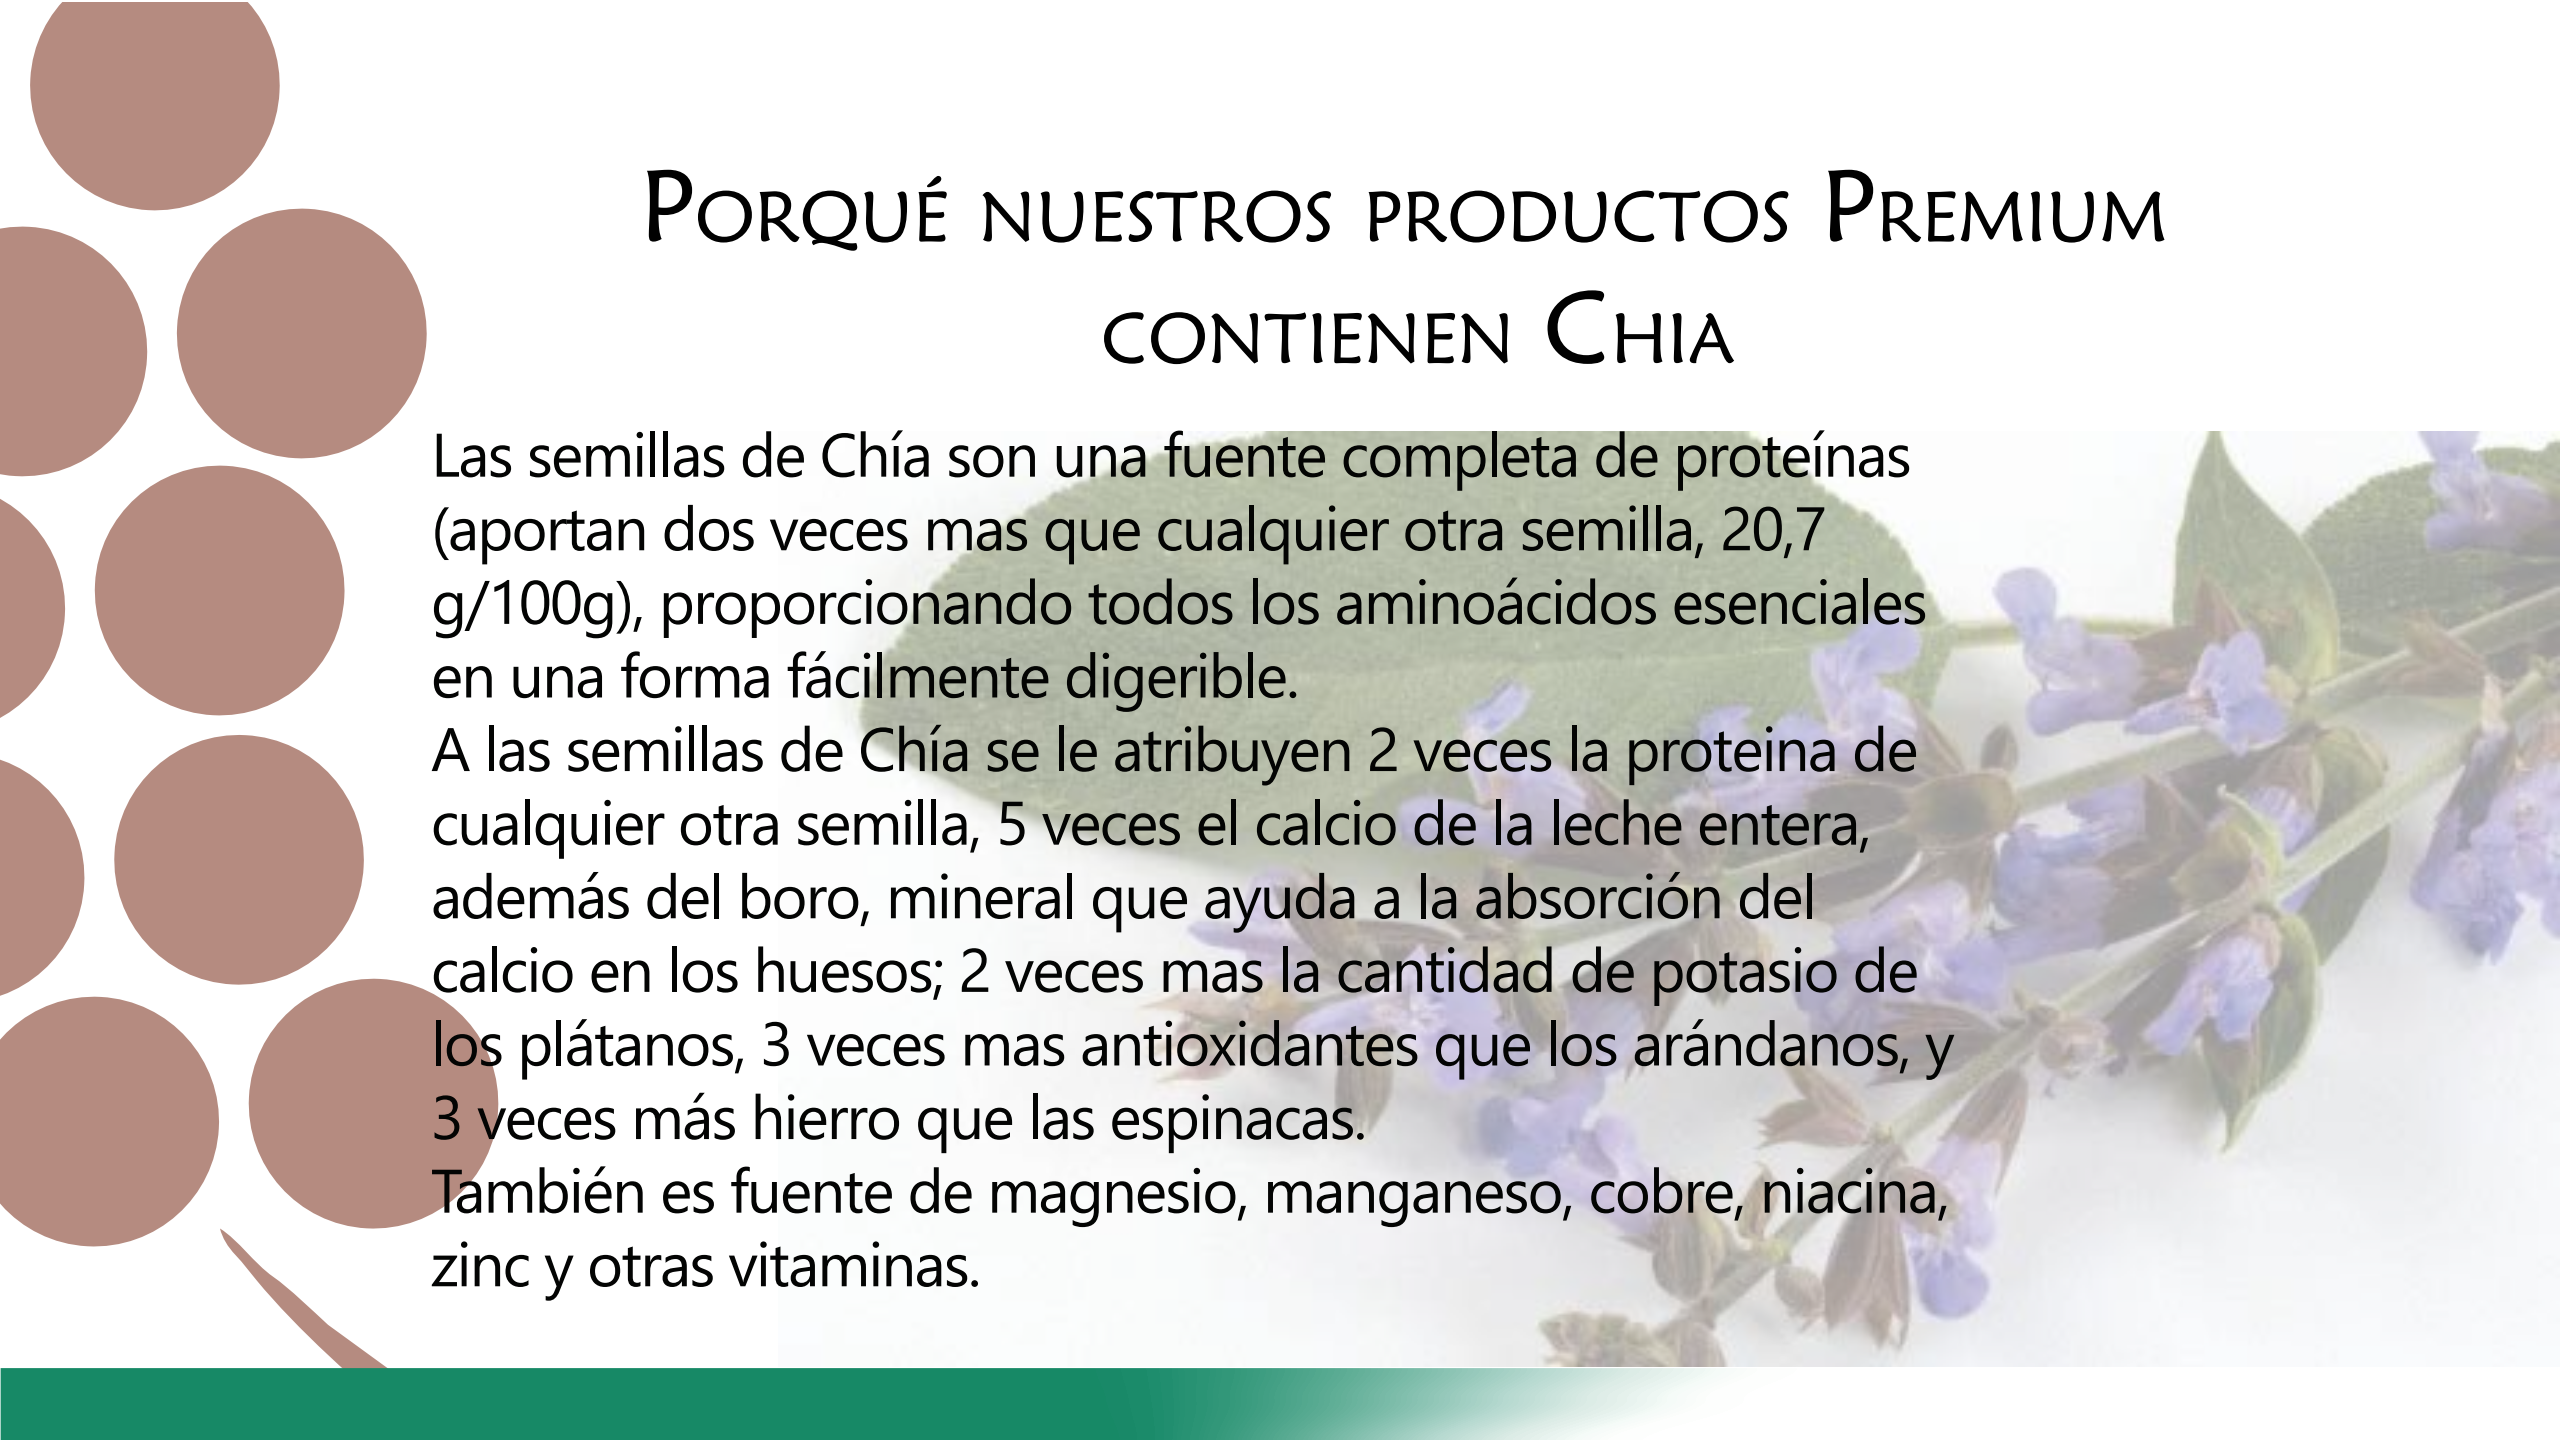 Porqué nuestros productos Premium
contienen Chia
Las semillas de Chía son una fuente completa de proteínas
(aportan dos veces mas que cualquier otra semilla, 20,7
g/100g), proporcionando todos los aminoácidos esenciales
en una forma fácilmente digerible.
A las semillas de Chía se le atribuyen 2 veces la proteina de
cualquier otra semilla, 5 veces el calcio de la leche entera,
además del boro, mineral que ayuda a la absorción del
calcio en los huesos; 2 veces mas la cantidad de potasio de
los plátanos, 3 veces mas antioxidantes que los arándanos, y
3 veces más hierro que las espinacas.
También es fuente de magnesio, manganeso, cobre, niacina,
zinc y otras vitaminas.